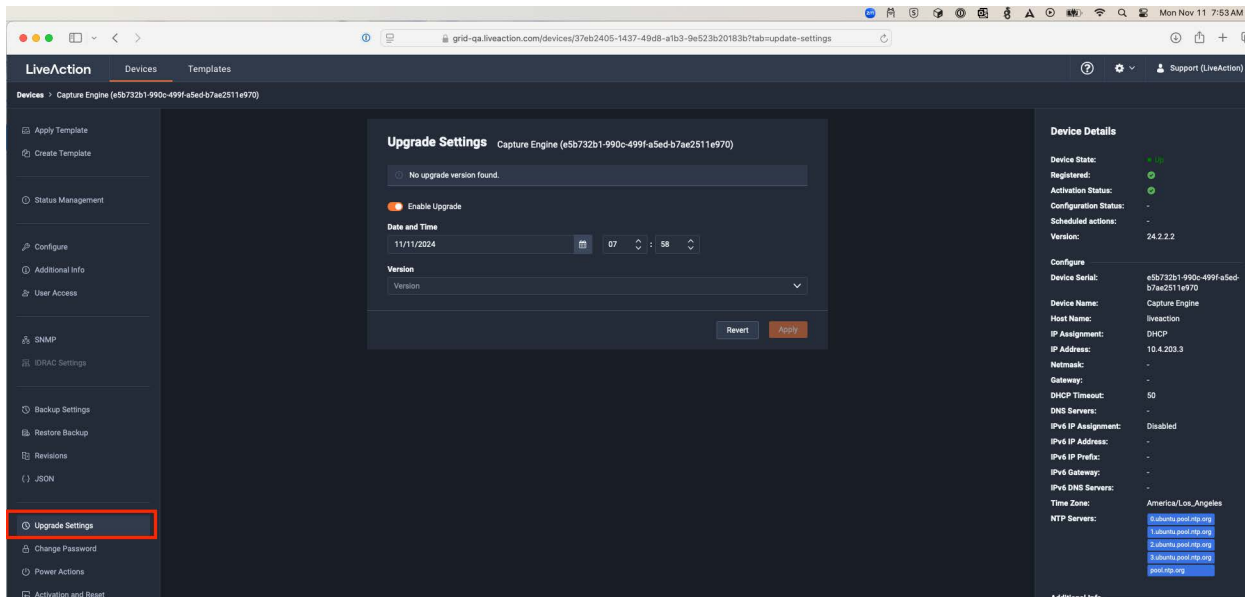 Mon Nov 11 7:53 AM
grid-qa.liveaction.com/devices/37eb2405-1437-49d8-a1b3-9e523b20183b?tab=update-settings
LiveAction Devices Templates
Support (LiveAction)
Devices > Capture Engine (e5b732b1-990c-499f-a5ed-b7ae2511e970)
Apply Template
Create Template
Status Management
Configure
Additional Info
User Access
SNMP
IDRAC Settings
Backup Settings
Restore Backup
Revisions
{ } JSON
Upgrade Settings
Change Password
Power Actions
Activation and Reset
Upgrade Settings Capture Engine (e5b732b1-990c-499f-a5ed-b7ae2511e970)
No upgrade version found.
Enable Upgrade
Date and Time
11/11/2024 07 : 58
Version
Version
Revert Apply
Device Details
Device State: Up
Registered:
Activation Status:
Configuration Status: -
Scheduled actions: -
Version: 24.2.2.2
Configure
Device Serial: e5b732b1-990c-499f-a5ed-
b7ae2511e970
Device Name: Capture Engine
Host Name: liveaction
IP Assignment: DHCP
IP Address: 10.4.203.3
Netmask: -
Gateway: -
DHCP Timeout: 50
DNS Servers: -
IPv6 IP Assignment: Disabled
IPv6 IP Address: -
IPv6 IP Prefix: -
IPv6 Gateway: -
IPv6 DNS Servers: -
Time Zone: America/Los_Angeles
NTP Servers: 0.ubuntu.pool.ntp.org
1.ubuntu.pool.ntp.org
2.ubuntu.pool.ntp.org
3.ubuntu.pool.ntp.org
pool.ntp.org
Additional Info